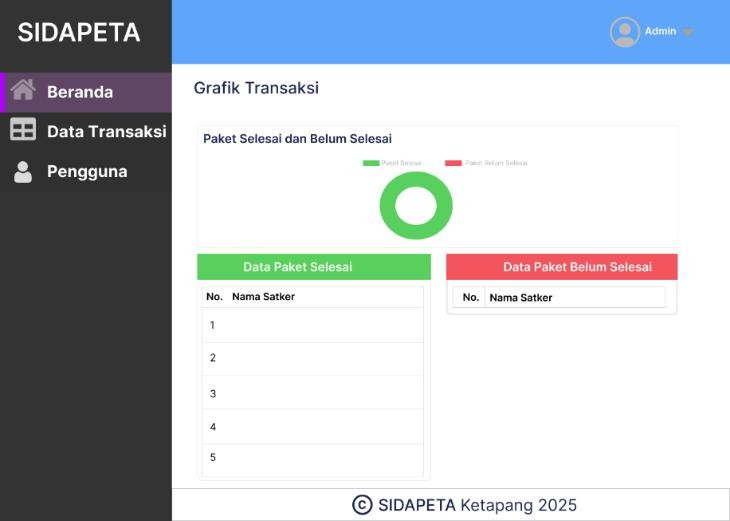 SIDAPETA
Admin
Beranda
Data Transaksi
Pengguna
Grafik Transaksi
Paket Selesai dan Belum Selesai
Paket Selesai
Paket Belum Selesai
Data Paket Selesai
No. Nama Satker
1
2
3
4
5
Data Paket Belum Selesai
No. Nama Satker
© SIDAPETA Ketapang 2025